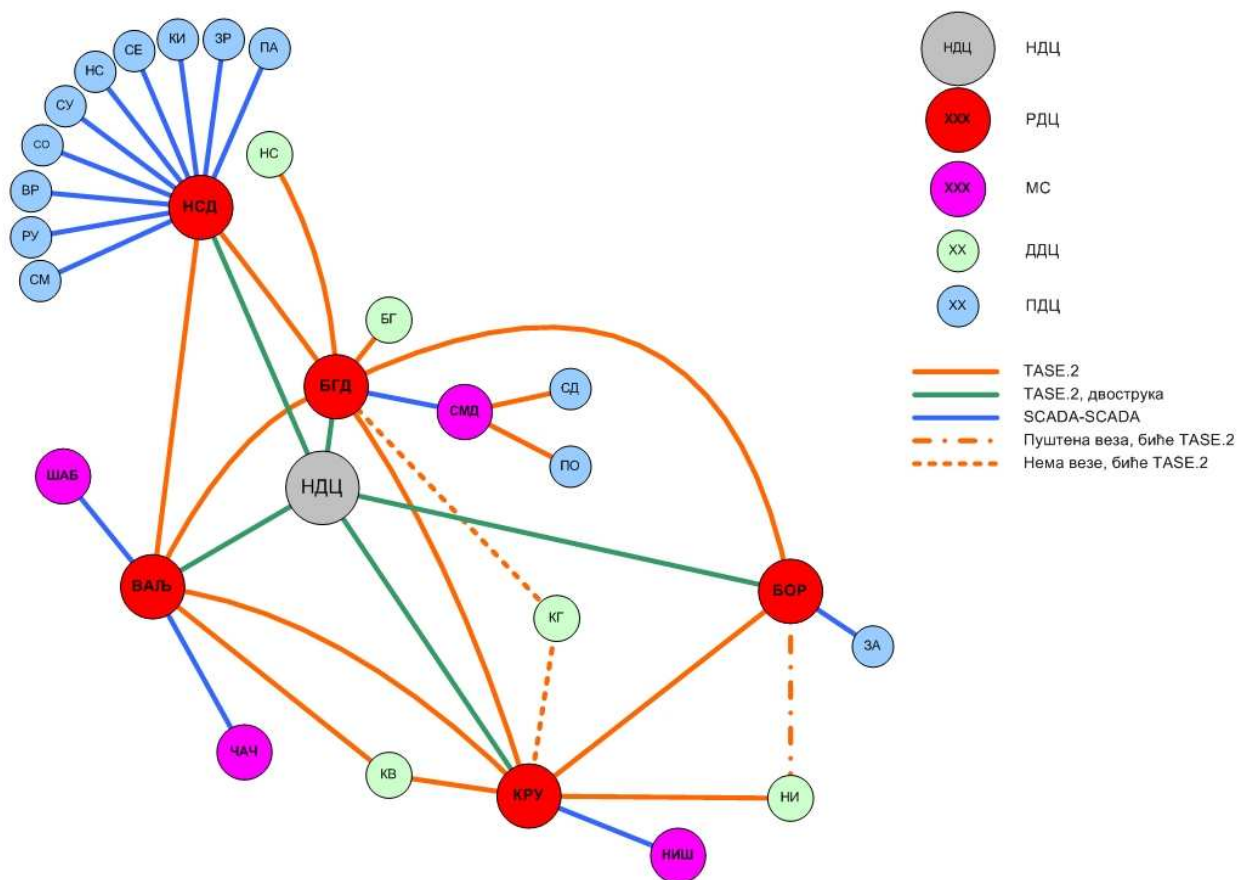 КИ
ЗР
СЕ
ПА
НС
СУ
СО
ВР
РУ
СМ
НСД
НС
БГ
БГД
СМД
СД
ПО
ШАБ
НДЦ
ВАЉ
БОР
КГ
ЗА
ЧАЧ
КВ
КРУ
НИ
НИШ
НДЦ НДЦ
XXX РДЦ
XXX МС
XX ДДЦ
XX ПДЦ
TASE.2
TASE.2, двострука
SCADA-SCADA
Пуштена веза, биће TASE.2
Нема везе, биће TASE.2